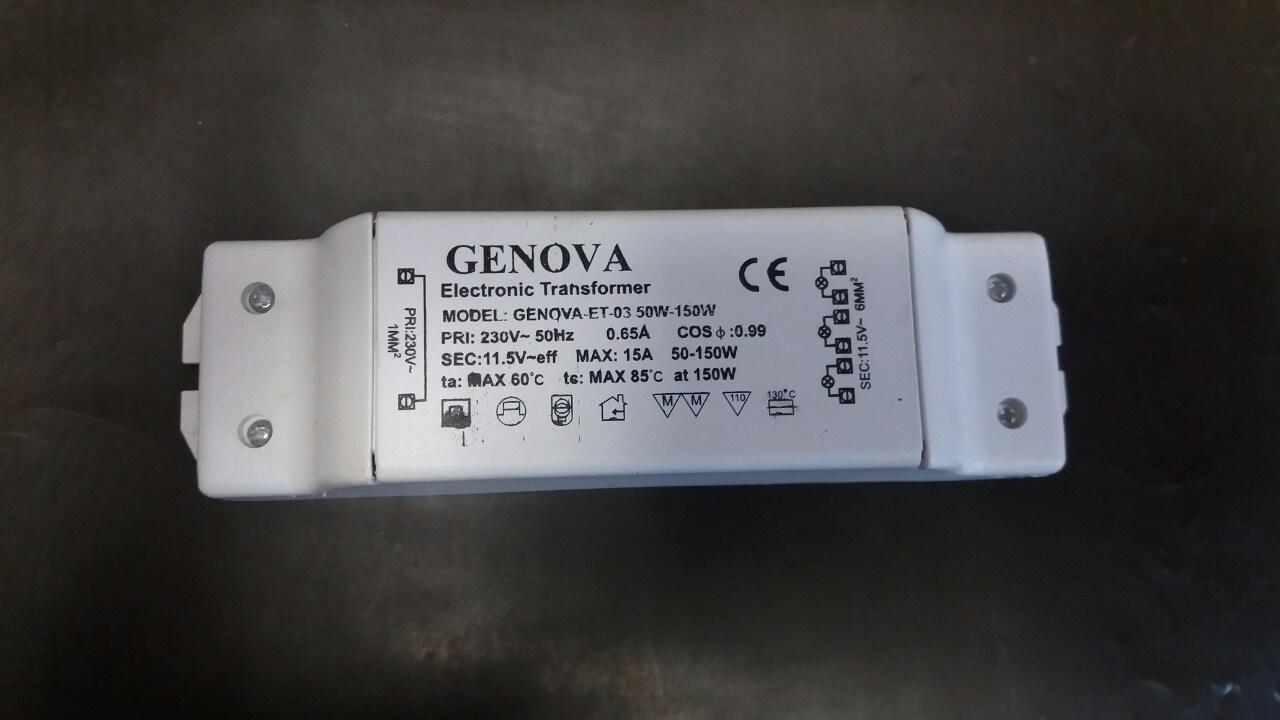 GENOVA
CE
Electronic Transformer
MODEL: GENOVA-ET-03 50W-150W
PRI: 230V~ 50Hz 0.65A COSϕ:0.99
SEC:11.5V~eff MAX: 15A 50-150W
ta: MAX 60°C tc: MAX 85°C at 150W
M M 110 130°C
PRI:230V~
1MM²
SEC:11.5V~ 6MM²